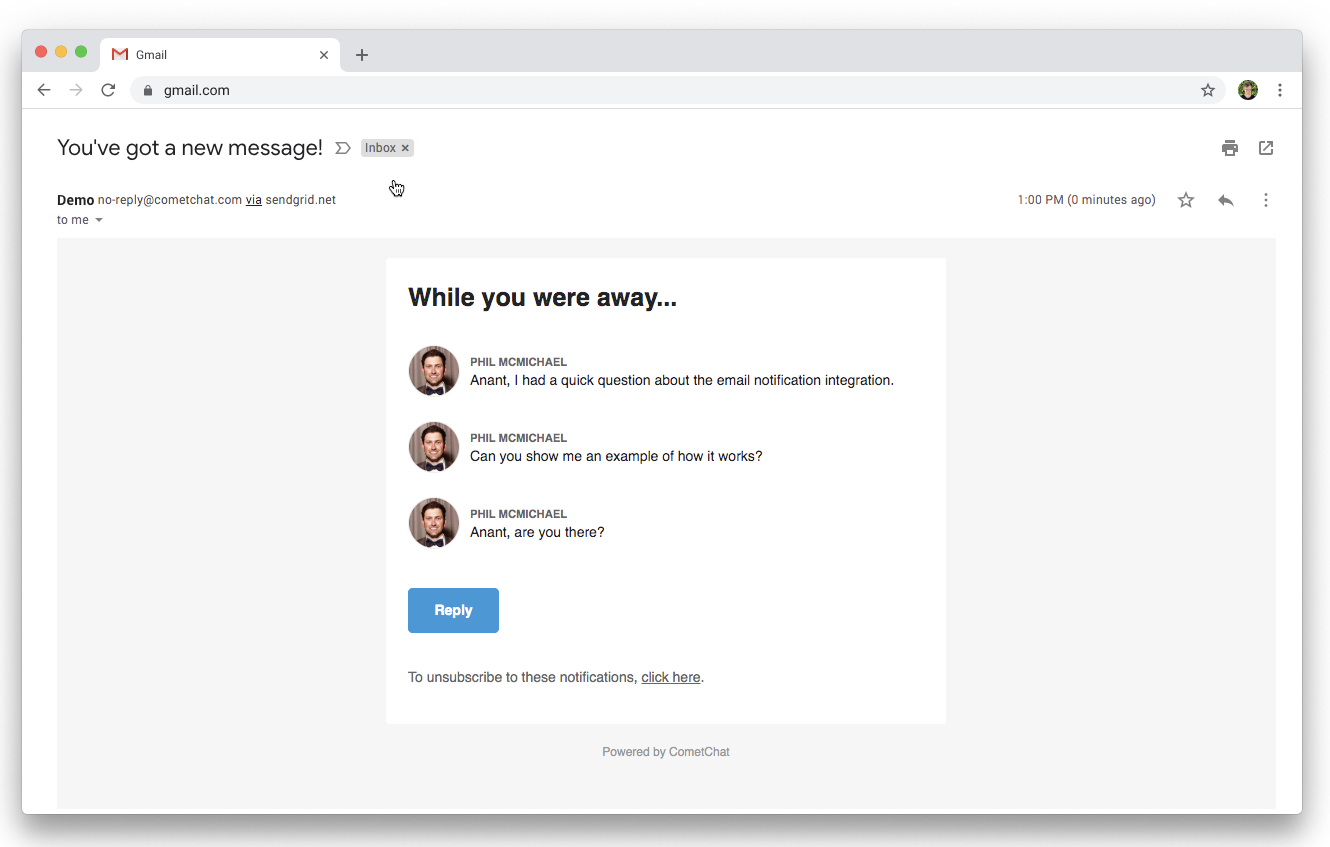 Gmail
gmail.com
You've got a new message! Inbox ×
Demo no-reply@cometchat.com via sendgrid.net 1:00 PM (0 minutes ago)
to me
While you were away...
PHIL MCMICHAEL
Anant, I had a quick question about the email notification integration.
PHIL MCMICHAEL
Can you show me an example of how it works?
PHIL MCMICHAEL
Anant, are you there?
Reply
To unsubscribe to these notifications, click here.
Powered by CometChat